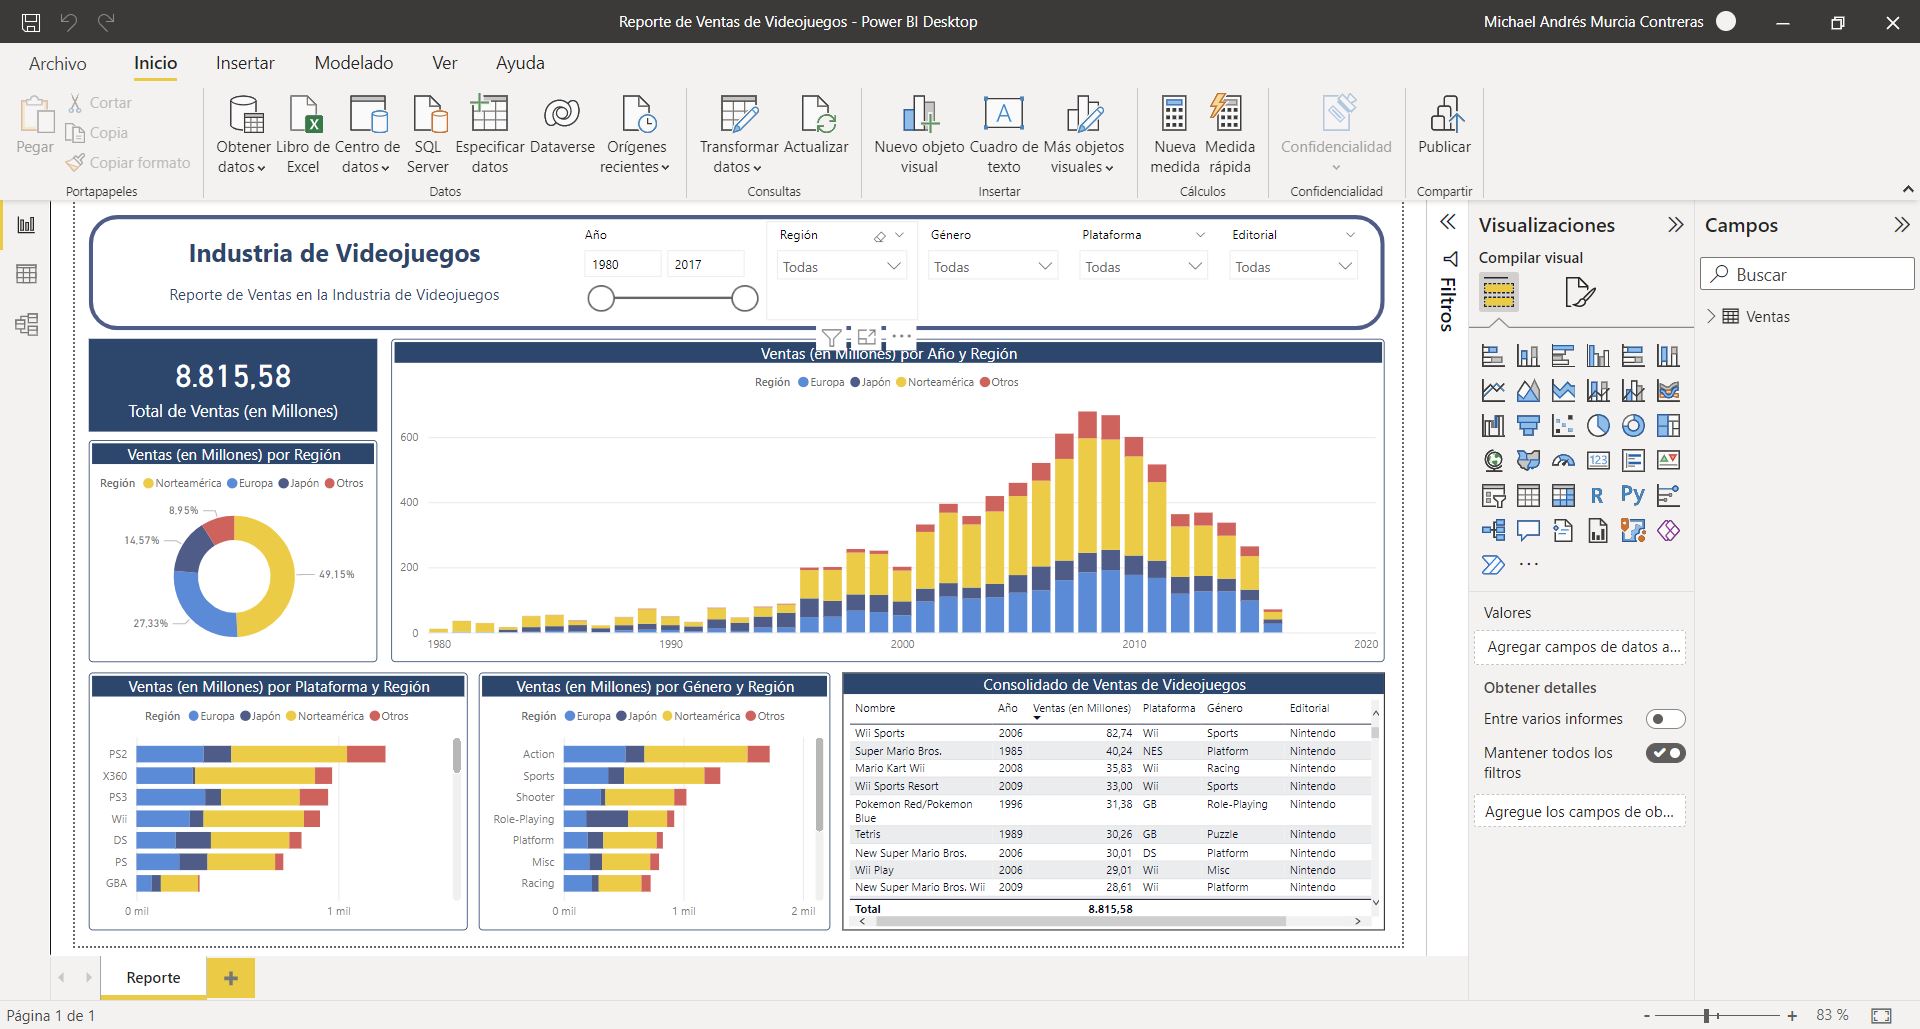 Reporte de Ventas de Videojuegos - Power BI Desktop
Michael Andrés Murcia Contreras
Archivo Inicio Insertar Modelado Ver Ayuda
Pegar
Cortar
Copia
Copiar formato
Portapapeles
Obtener datos
Libro de Excel
Centro de datos
SQL Server
Especificar datos
Dataverse
Orígenes recientes
Datos
Transformar datos
Actualizar
Consultas
Nuevo objeto visual
Cuadro de texto
Más objetos visuales
Insertar
Nueva medida
Medida rápida
Cálculos
Confidencialidad
Confidencialidad
Publicar
Compartir
Industria de Videojuegos
Reporte de Ventas en la Industria de Videojuegos
Año
1980 2017
Región
Todas
Género
Todas
Plataforma
Todas
Editorial
Todas
8.815,58
Total de Ventas (en Millones)
Ventas (en Millones) por Región
Región Norteamérica Europa Japón Otros
8,95%
14,57%
49,15%
27,33%
Ventas (en Millones) por Año y Región
Región Europa Japón Norteamérica Otros
600
400
200
0
1980 1990 2000 2010 2020
Ventas (en Millones) por Plataforma y Región
Región Europa Japón Norteamérica Otros
PS2
X360
PS3
Wii
DS
PS
GBA
0 mil 1 mil
Ventas (en Millones) por Género y Región
Región Europa Japón Norteamérica Otros
Action
Sports
Shooter
Role-Playing
Platform
Misc
Racing
0 mil 1 mil 2 mil
Consolidado de Ventas de Videojuegos
Nombre Año Ventas (en Millones) Plataforma Género Editorial
Wii Sports 2006 82,74 Wii Sports Nintendo
Super Mario Bros. 1985 40,24 NES Platform Nintendo
Mario Kart Wii 2008 35,83 Wii Racing Nintendo
Wii Sports Resort 2009 33,00 Wii Sports Nintendo
Pokemon Red/Pokemon Blue 1996 31,38 GB Role-Playing Nintendo
Tetris 1989 30,26 GB Puzzle Nintendo
New Super Mario Bros. 2006 30,01 DS Platform Nintendo
Wii Play 2006 29,01 Wii Misc Nintendo
New Super Mario Bros. Wii 2009 28,61 Wii Platform Nintendo
Total 8.815,58
Filtros
Visualizaciones
Compilar visual
123
R Py
Valores
Agregar campos de datos a...
Obtener detalles
Entre varios informes
Mantener todos los filtros
Agregue los campos de ob...
Campos
Buscar
Ventas
Reporte
Página 1 de 1
83 %